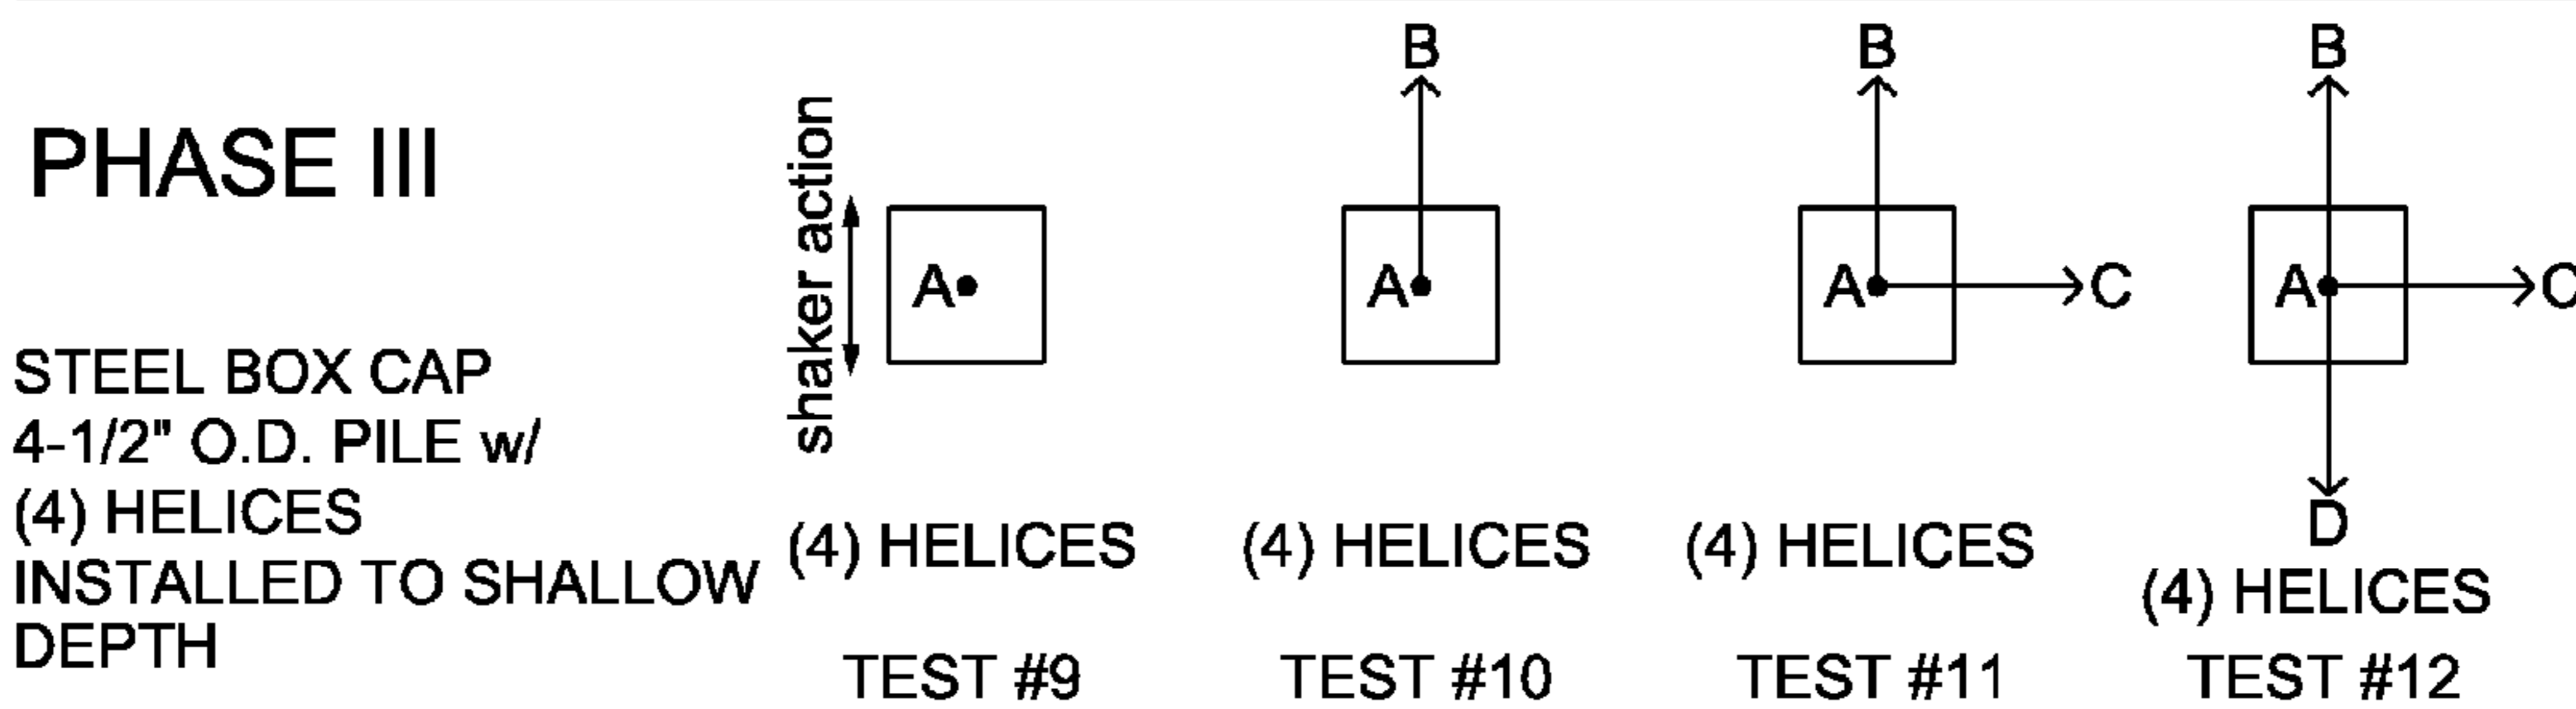 PHASE III
STEEL BOX CAP
4-1/2" O.D. PILE w/
(4) HELICES
INSTALLED TO SHALLOW
DEPTH
shaker action
A
(4) HELICES
TEST #9
B
A
(4) HELICES
TEST #10
B
A
C
(4) HELICES
TEST #11
B
A
C
D
(4) HELICES
TEST #12